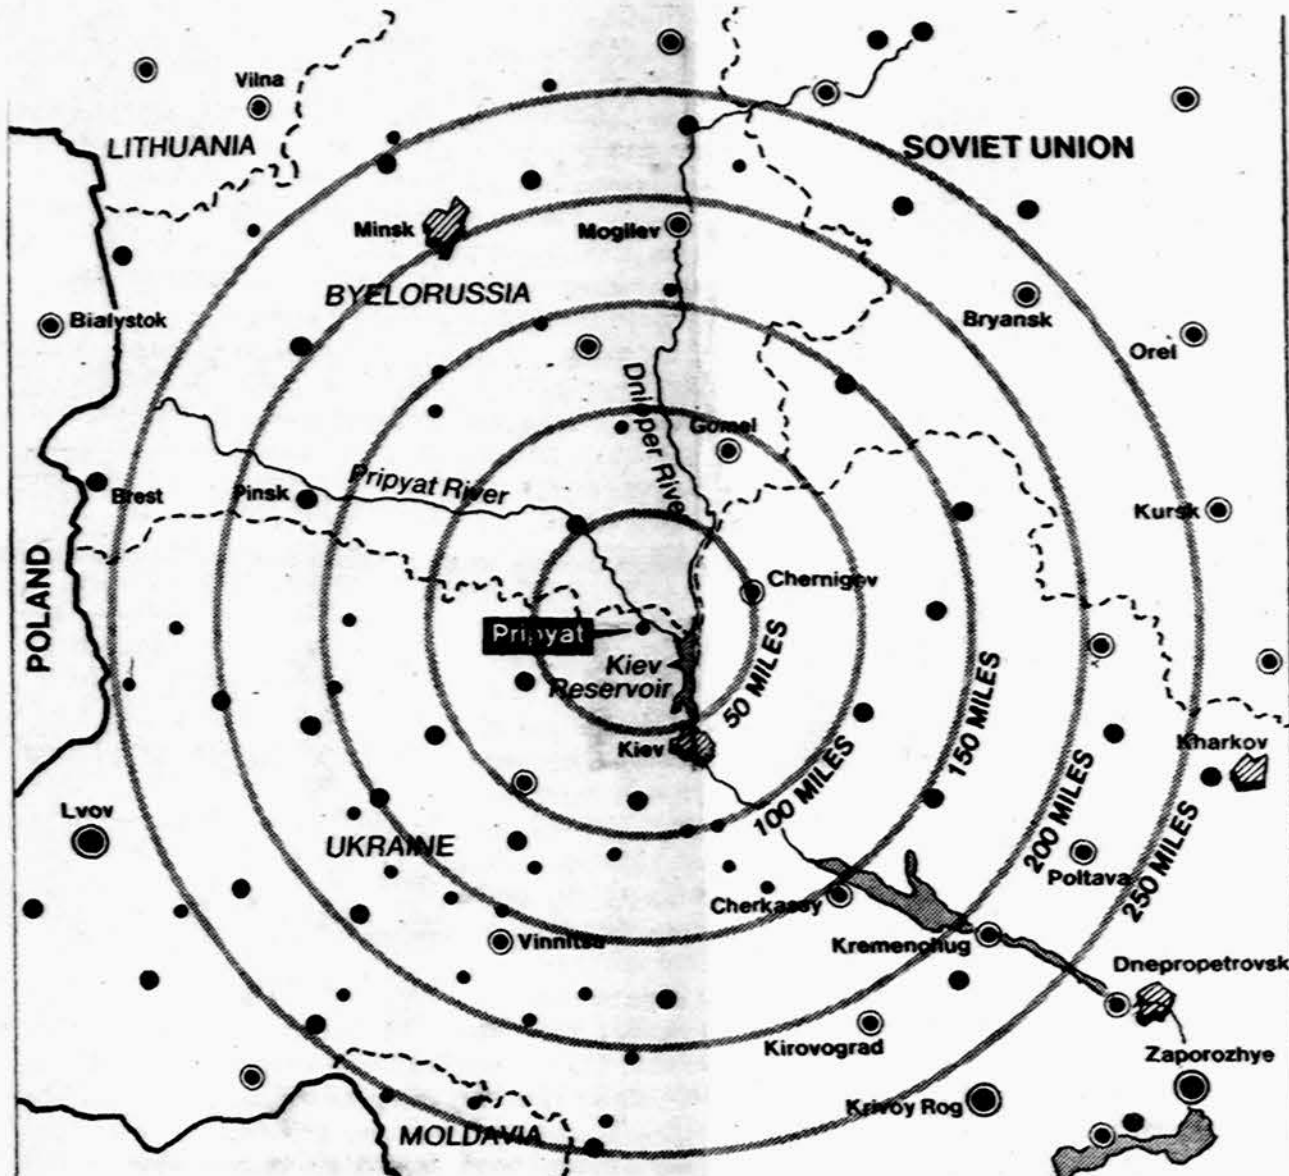 Vilna
LITHUANIA
SOVIET UNION
Minsk
Mogilev
BYELORUSSIA
Bryansk
Bialystok
Orel
Dnieper River
Gomel
Pripyat River
Brest
Pinsk
Kursk
POLAND
Chernigov
Pripyat
Kiev
Reservoir
50 MILES
Kiev
100 MILES
150 MILES
200 MILES
250 MILES
Kharkov
Lvov
UKRAINE
Poltava
Cherkassy
Vinnitsa
Kremenchug
Dnepropetrovsk
Kirovograd
Zaporozhye
Krivoy Rog
MOLDAVIA